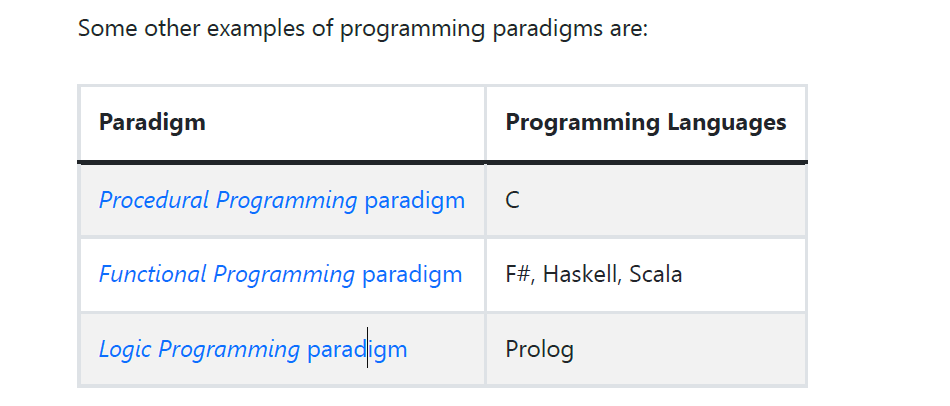 Some other examples of programming paradigms are:
Paradigm Programming Languages
Procedural Programming paradigm C
Functional Programming paradigm F#, Haskell, Scala
Logic Programming paradigm Prolog